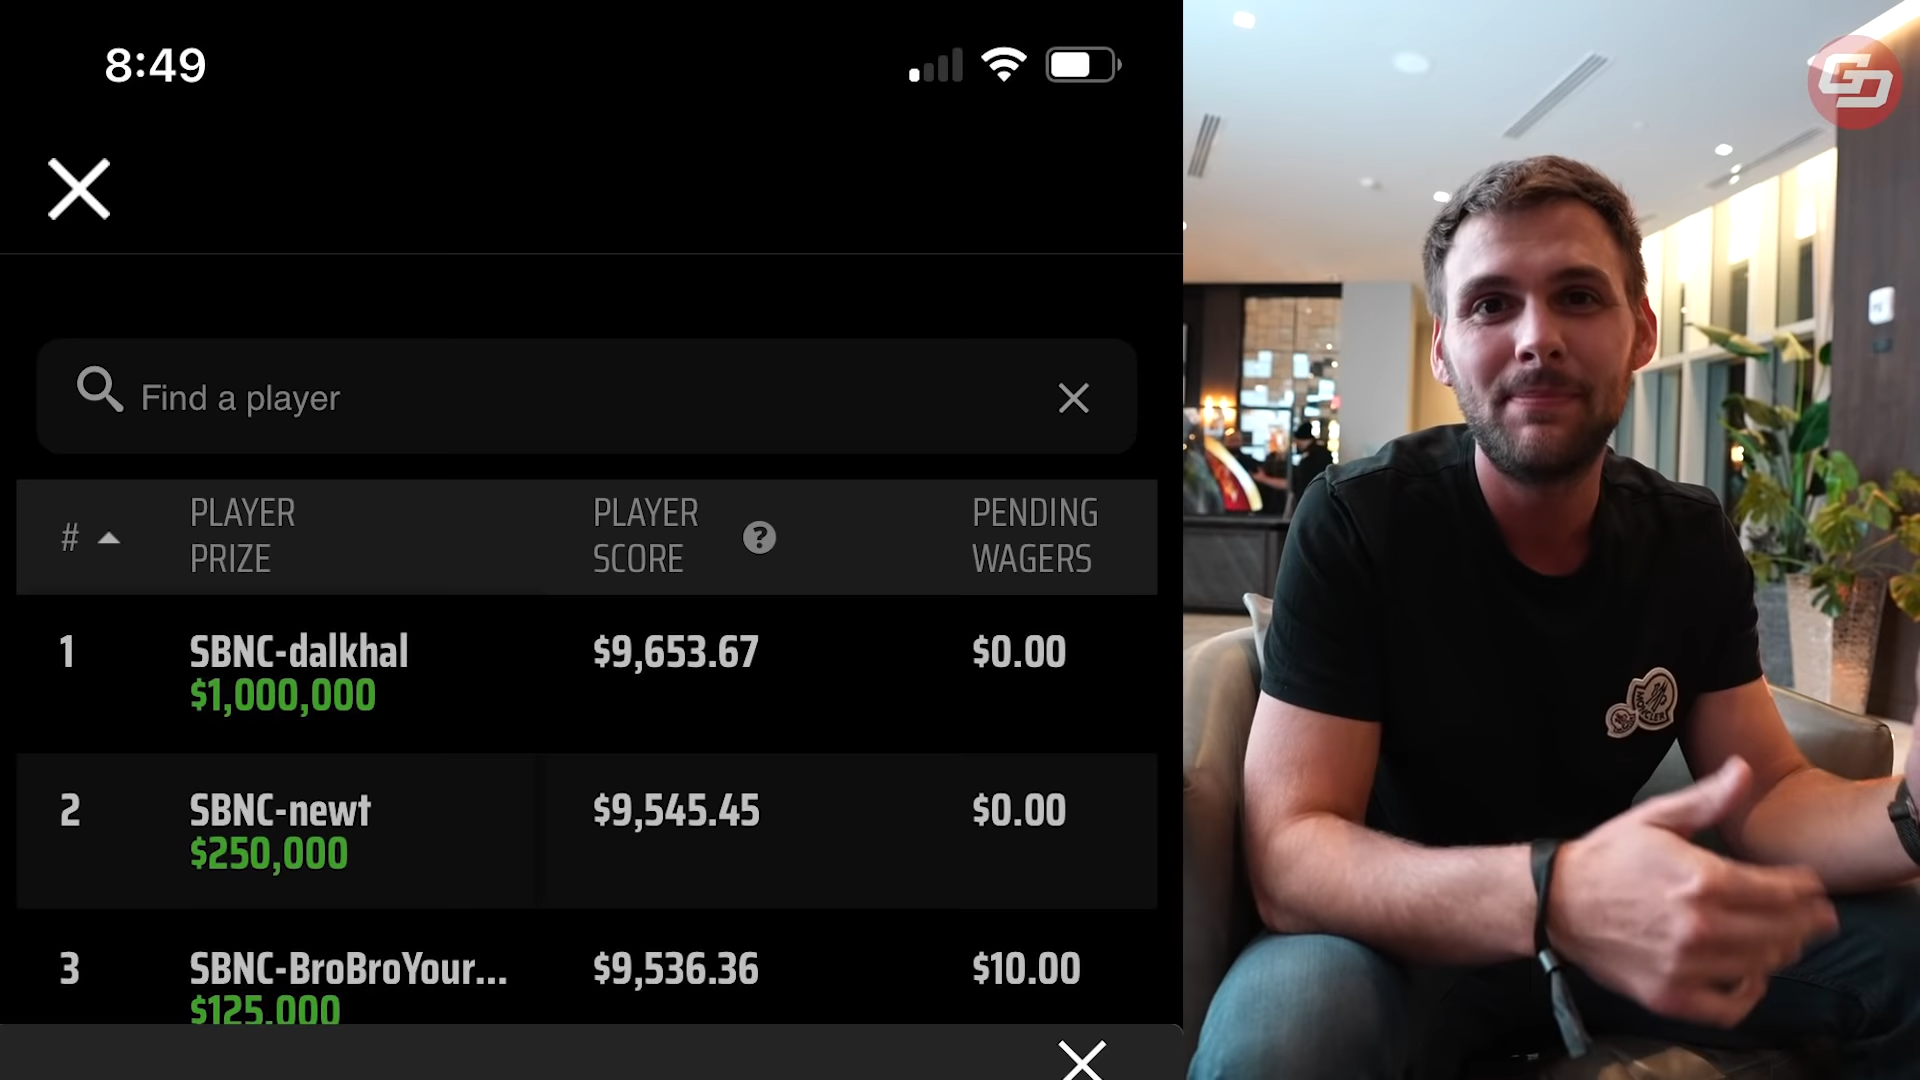 8:49
Find a player
# PLAYER PRIZE PLAYER SCORE ? PENDING WAGERS
1 SBNC-dalkhal $9,653.67 $0.00
$1,000,000
2 SBNC-newt $9,545.45 $0.00
$250,000
3 SBNC-BroBroYour... $9,536.36 $10.00
$125,000
GD
MONCLER